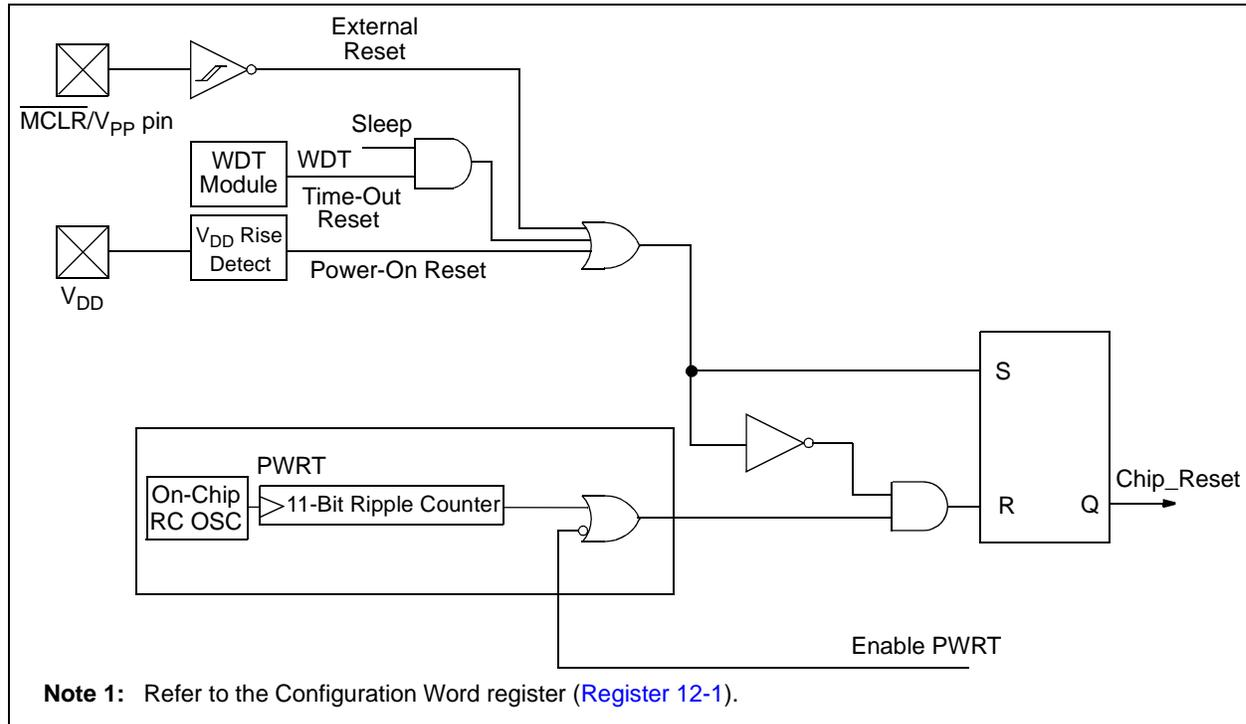 External
Reset
MCLR/VPP pin
Sleep
WDT
Module
WDT
Time-Out
Reset
VDD Rise
Detect
Power-On Reset
VDD
S
PWRT
On-Chip
RC OSC
11-Bit Ripple Counter
R
Q
Chip_Reset
Enable PWRT
Note 1: Refer to the Configuration Word register (Register 12-1).